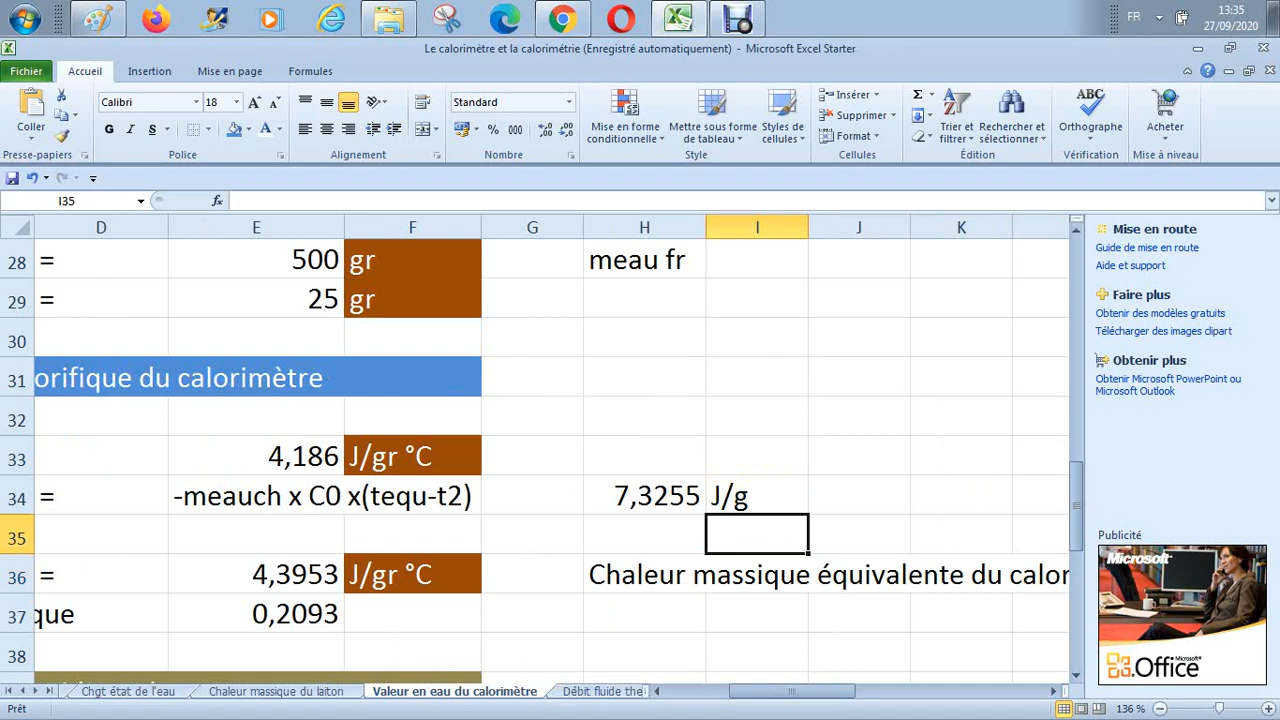 FR
13:35
27/09/2020
Le calorimètre et la calorimétrie (Enregistré automatiquement) - Microsoft Excel Starter
Fichier Accueil Insertion Mise en page Formules
Coller
Presse-papiers
Calibri 18
G I S
Police
Alignement
Standard
% 000
Nombre
Mise en forme conditionnelle
Mettre sous forme de tableau
Styles de cellules
Style
Insérer
Supprimer
Format
Cellules
Σ
Trier et filtrer
Rechercher et sélectionner
Édition
ABC
Orthographe
Vérification
Acheter
Mise à niveau
I35 fx
D E F G H I J K
28 = 500 gr meau fr
29 = 25 gr
30
31 orifique du calorimètre
32
33 4,186 J/gr °C
34 = -meauch x C0 x(tequ-t2) 7,3255 J/g
35
36 = 4,3953 J/gr °C Chaleur massique équivalente du calor
37 que 0,2093
38
Mise en route
Guide de mise en route
Aide et support
Faire plus
Obtenir des modèles gratuits
Télécharger des images clipart
Obtenir plus
Obtenir Microsoft PowerPoint ou
Microsoft Outlook
Publicité
Microsoft
Office
Chgt état de l'eau Chaleur massique du laiton Valeur en eau du calorimètre Débit fluide the
Prêt 136 %